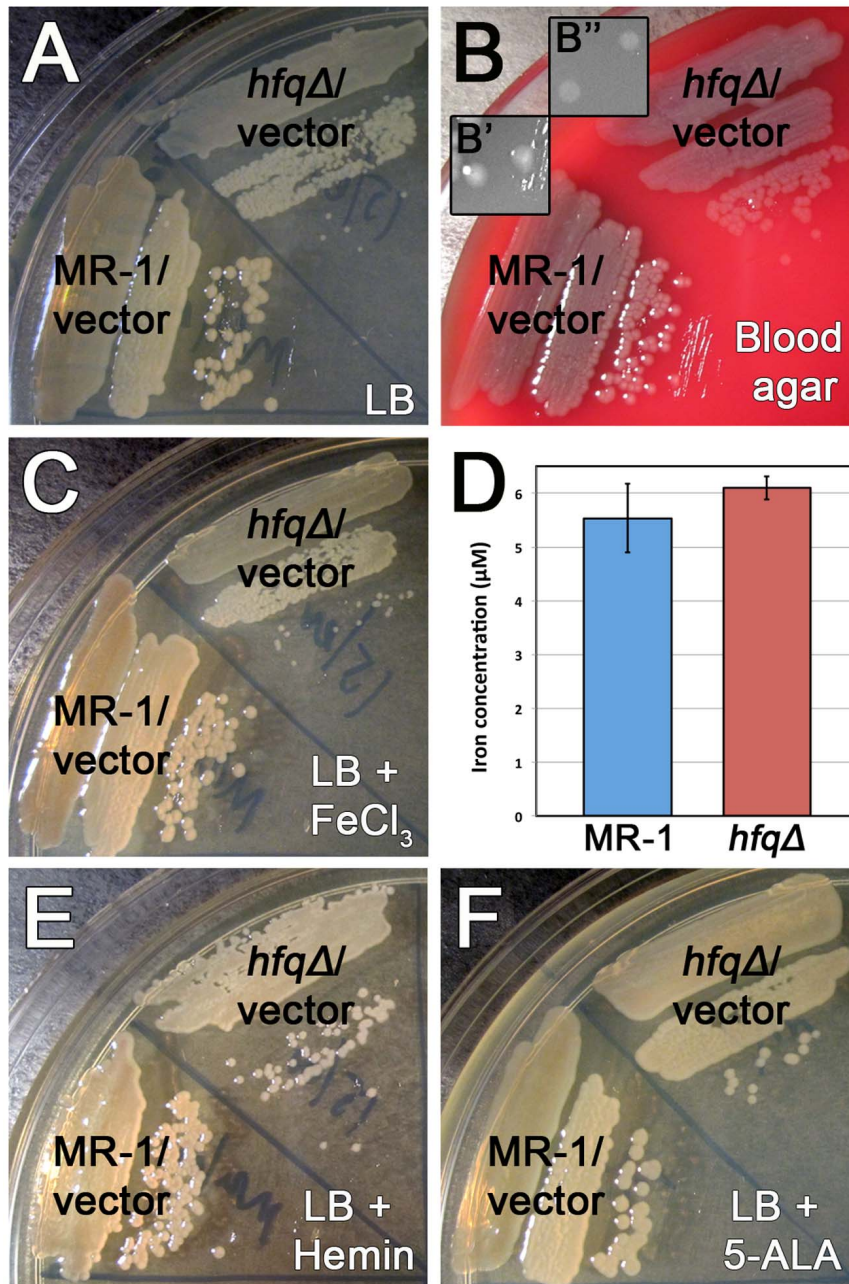 A
hfqΔ/
vector
MR-1/
vector
LB
B
B'
B''
hfqΔ/
vector
MR-1/
vector
Blood
agar
C
hfqΔ/
vector
MR-1/
vector
LB +
FeCl₃
D
Iron concentration (μM)
6
5
4
3
2
1
0
MR-1
hfqΔ
E
hfqΔ/
vector
MR-1/
vector
LB +
Hemin
F
hfqΔ/
vector
MR-1/
vector
LB +
5-ALA